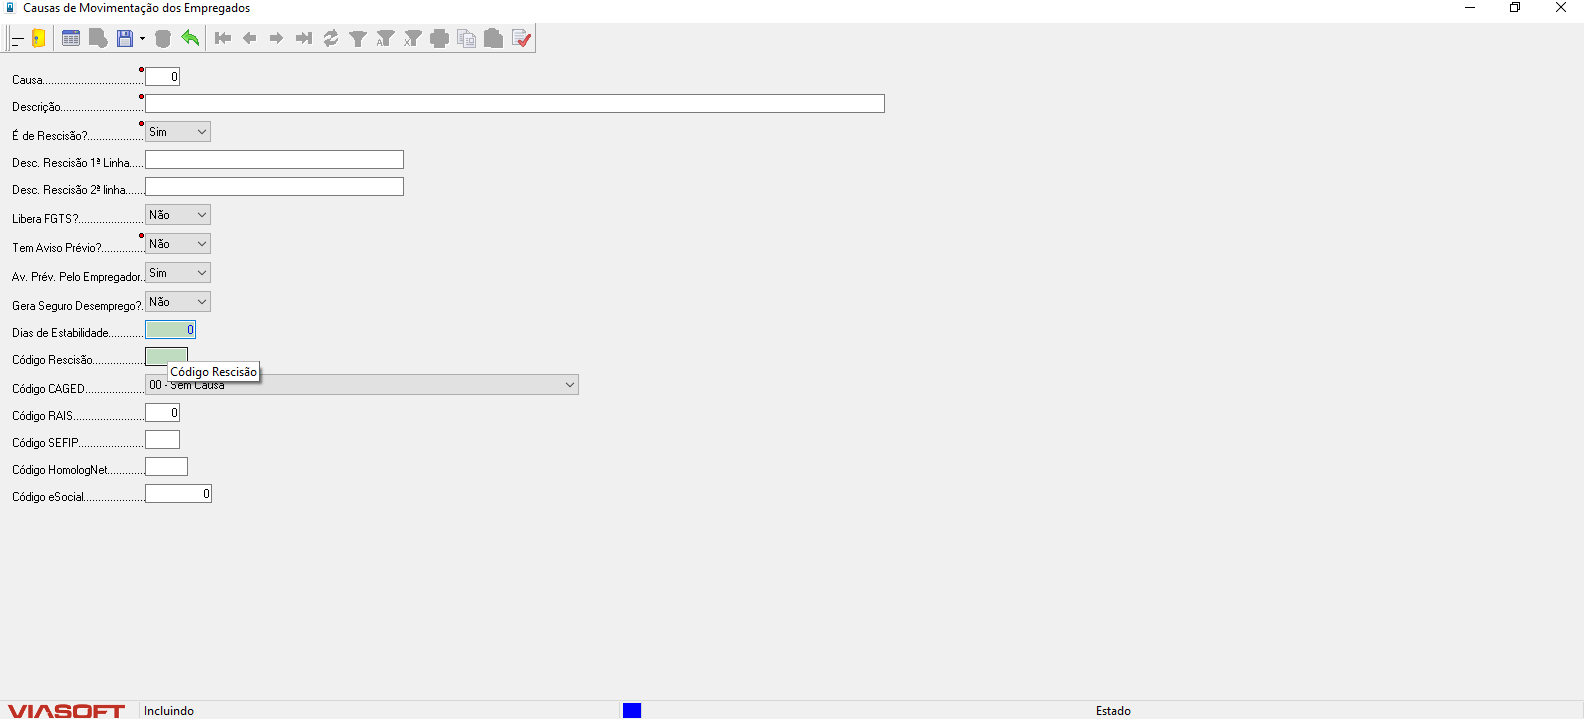 Causas de Movimentação dos Empregados
Causa................................. 0
Descrição............................
É de Rescisão?................... Sim
Desc. Rescisão 1ª Linha.....
Desc. Rescisão 2ª linha.......
Libera FGTS?...................... Não
Tem Aviso Prévio?............... Não
Av. Prév. Pelo Empregador.. Sim
Gera Seguro Desemprego?. Não
Dias de Estabilidade............ 0
Código Rescisão.................
Código Rescisão
Código CAGED.................... 00 - Sem Causa
Código RAIS........................ 0
Código SEFIP......................
Código HomologNet.............
Código eSocial..................... 0
VIASOFT Incluindo Estado